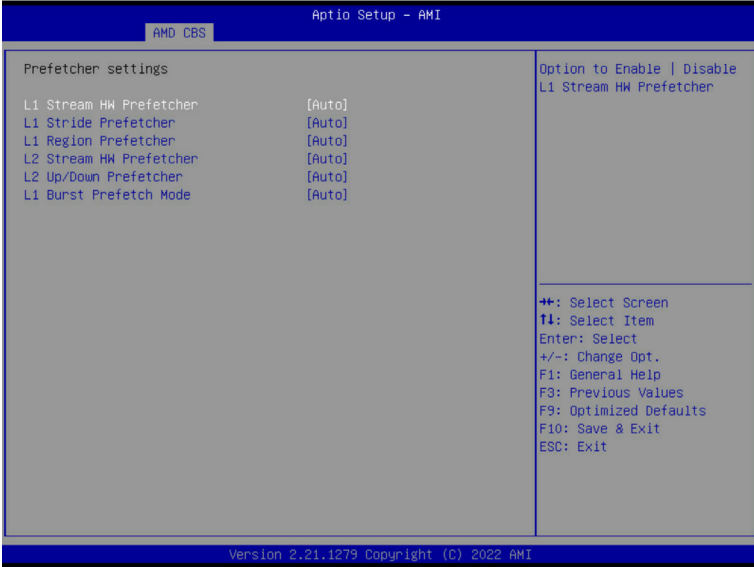 Aptio Setup – AMI
AMD CBS
Prefetcher settings
L1 Stream HW Prefetcher [Auto]
L1 Stride Prefetcher [Auto]
L1 Region Prefetcher [Auto]
L2 Stream HW Prefetcher [Auto]
L2 Up/Down Prefetcher [Auto]
L1 Burst Prefetch Mode [Auto]
Option to Enable | Disable
L1 Stream HW Prefetcher
→←: Select Screen
↑↓: Select Item
Enter: Select
+/-: Change Opt.
F1: General Help
F3: Previous Values
F9: Optimized Defaults
F10: Save & Exit
ESC: Exit
Version 2.21.1279 Copyright (C) 2022 AMI